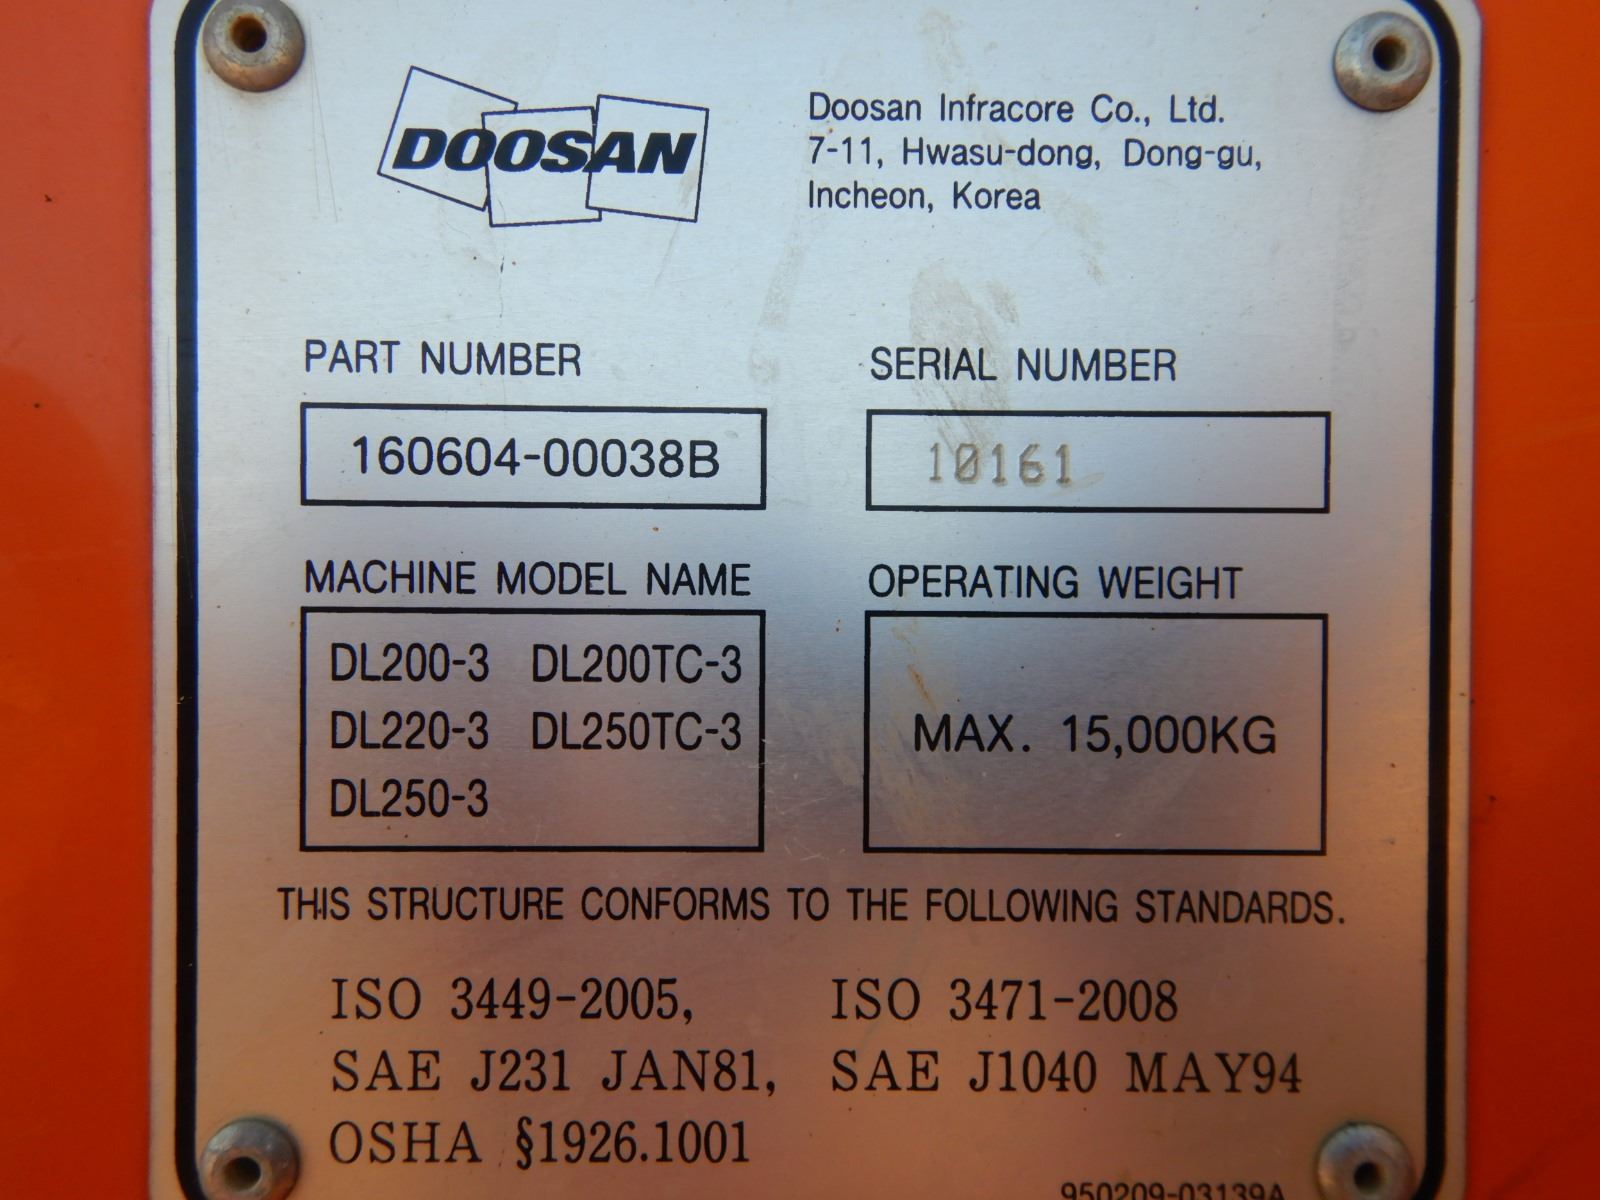 DOOSAN
Doosan Infracore Co., Ltd.
7-11, Hwasu-dong, Dong-gu,
Incheon, Korea
PART NUMBER
160604-00038B
SERIAL NUMBER
10161
MACHINE MODEL NAME
DL200-3 DL200TC-3
DL220-3 DL250TC-3
DL250-3
OPERATING WEIGHT
MAX. 15,000KG
THIS STRUCTURE CONFORMS TO THE FOLLOWING STANDARDS.
ISO 3449-2005, ISO 3471-2008
SAE J231 JAN81, SAE J1040 MAY94
OSHA §1926.1001
950209-03139A